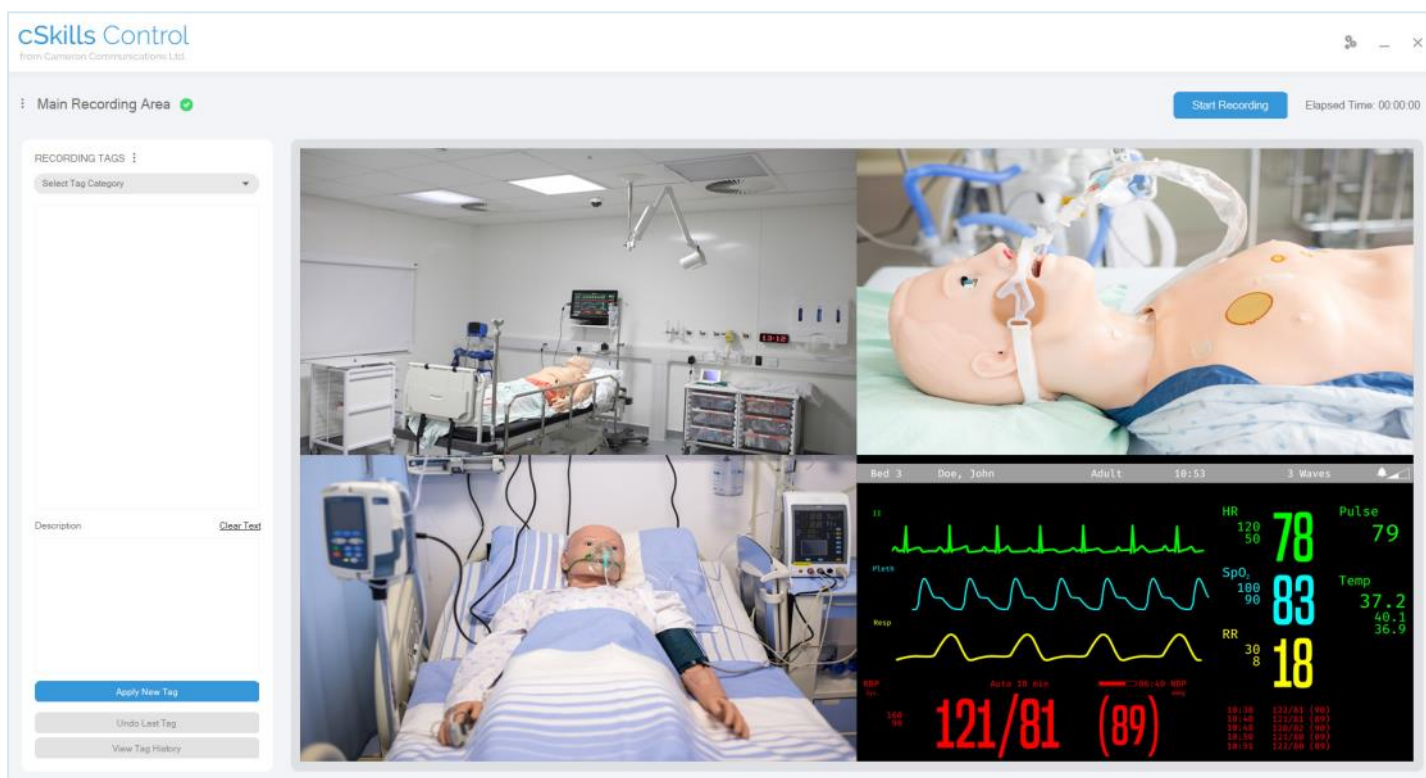 cSkills Control
from Cameron Communications Ltd.
Main Recording Area
Start Recording
Elapsed Time: 00:00:00
RECORDING TAGS
Select Tag Category
Description
Clear Text
Apply New Tag
Undo Last Tag
View Tag History
13:12
Bed 3 Doe, John Adult 10:53 3 Waves
II
Pleth
Resp
HR
120
50
78
Pulse
79
SpO₂
100
90
83
Temp
37.2
40.1
36.9
RR
30
8
18
NBP
Auto 10 min
NBP
121/81 (89)